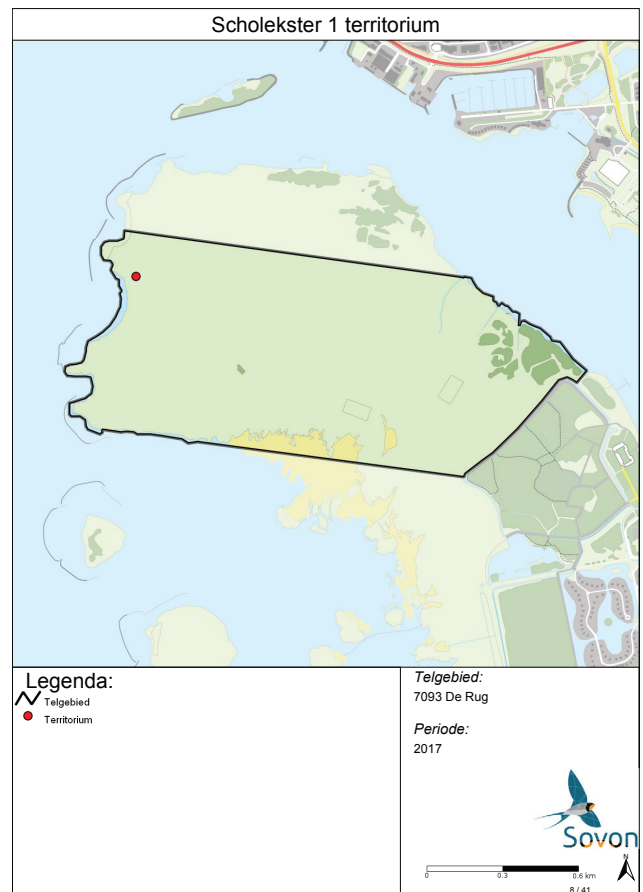 Scholekster 1 territorium
Legenda:
Telgebied
Territorium
Telgebied:
7093 De Rug
Periode:
2017
Sovon
N
0 0.3 0.6 km
8 / 41